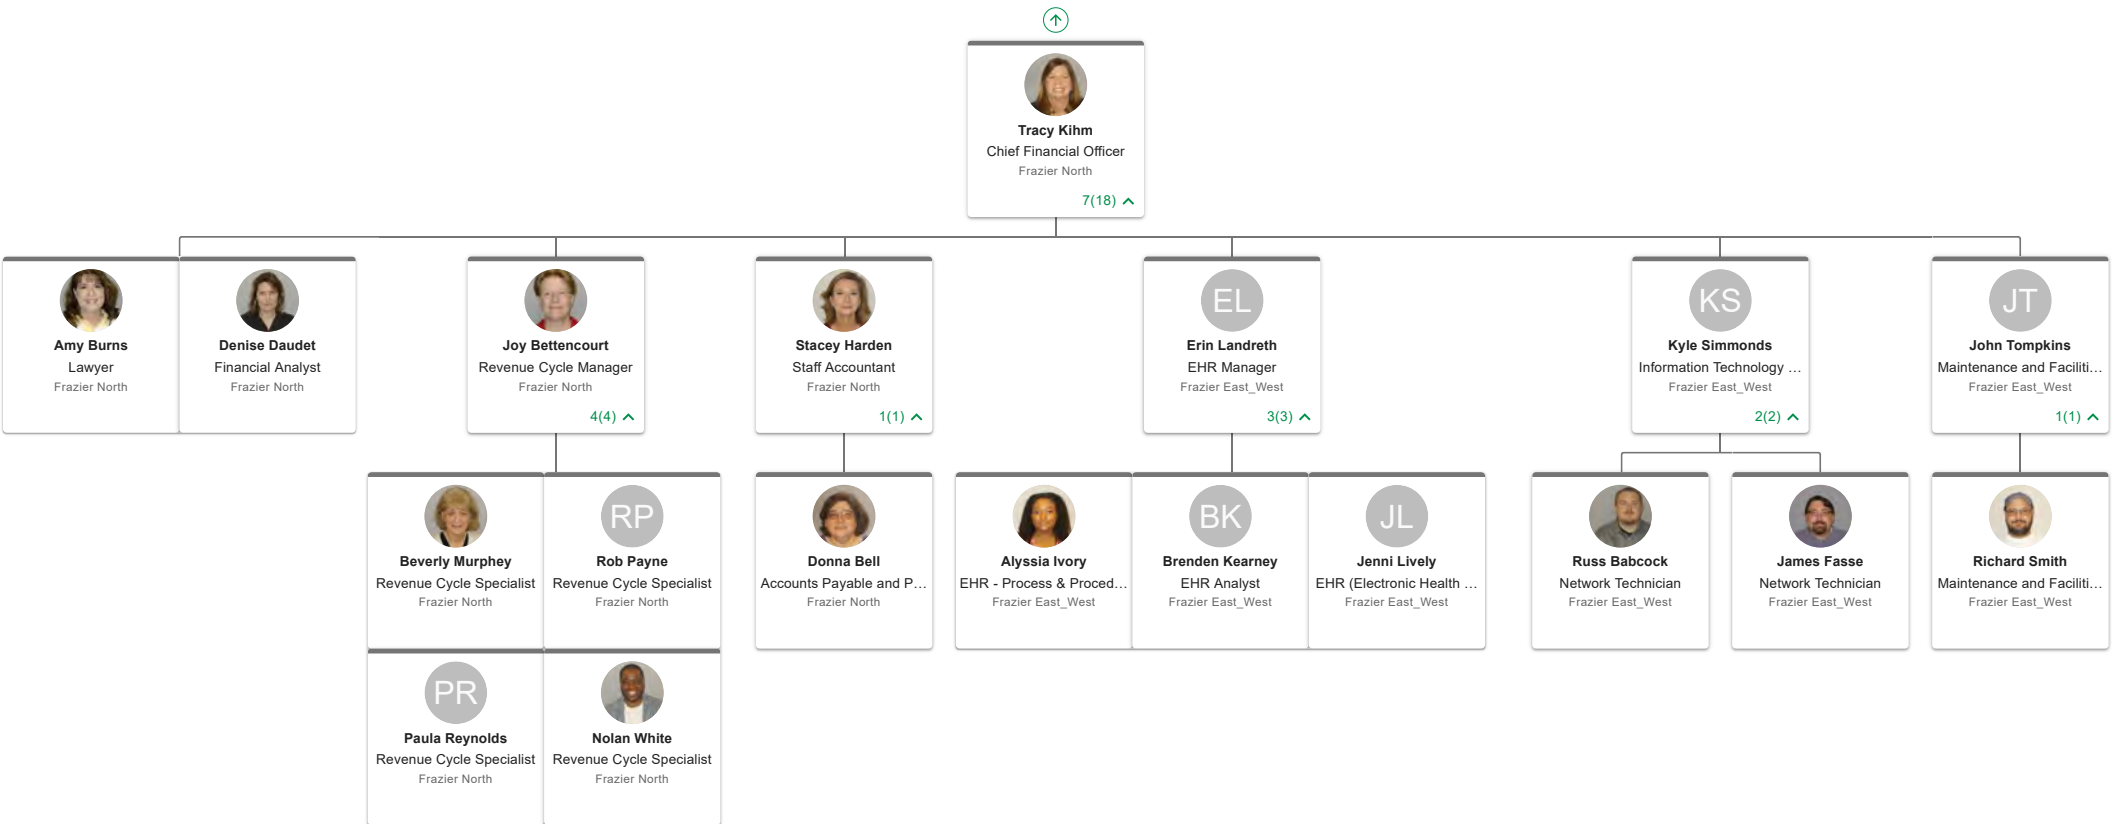 Tracy Kihm
Chief Financial Officer
Frazier North
7(18)
Amy Burns
Lawyer
Frazier North
Denise Daudet
Financial Analyst
Frazier North
Joy Bettencourt
Revenue Cycle Manager
Frazier North
4(4)
Stacey Harden
Staff Accountant
Frazier North
1(1)
EL
Erin Landreth
EHR Manager
Frazier East_West
3(3)
KS
Kyle Simmonds
Information Technology ...
Frazier East_West
2(2)
JT
John Tompkins
Maintenance and Faciliti...
Frazier East_West
1(1)
Beverly Murphey
Revenue Cycle Specialist
Frazier North
RP
Rob Payne
Revenue Cycle Specialist
Frazier North
Donna Bell
Accounts Payable and P...
Frazier North
Alyssia Ivory
EHR - Process & Proced...
Frazier East_West
BK
Brenden Kearney
EHR Analyst
Frazier East_West
JL
Jenni Lively
EHR (Electronic Health ...
Frazier East_West
Russ Babcock
Network Technician
Frazier East_West
James Fasse
Network Technician
Frazier East_West
Richard Smith
Maintenance and Faciliti...
Frazier East_West
PR
Paula Reynolds
Revenue Cycle Specialist
Frazier North
Nolan White
Revenue Cycle Specialist
Frazier North